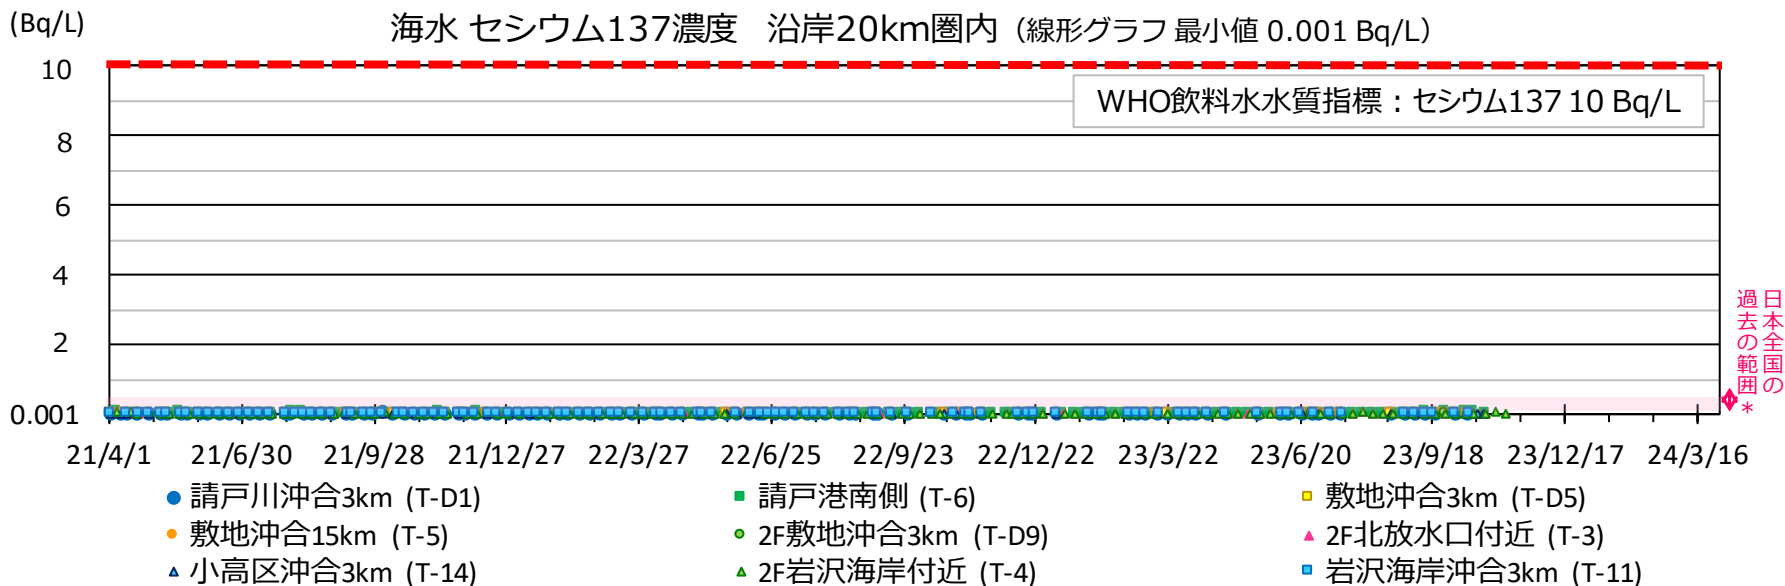 (Bq/L)
海水 セシウム137濃度　沿岸20km圏内（線形グラフ 最小値 0.001 Bq/L）
10
WHO飲料水水質指標：セシウム137 10 Bq/L
8
6
4
2
0.001
日本全国の
過去の範囲*
21/4/1 21/6/30 21/9/28 21/12/27 22/3/27 22/6/25 22/9/23 22/12/22 23/3/22 23/6/20 23/9/18 23/12/17 24/3/16
請戸川沖合3km (T-D1) 請戸港南側 (T-6) 敷地沖合3km (T-D5)
敷地沖合15km (T-5) 2F敷地沖合3km (T-D9) 2F北放水口付近 (T-3)
小高区沖合3km (T-14) 2F岩沢海岸付近 (T-4) 岩沢海岸沖合3km (T-11)